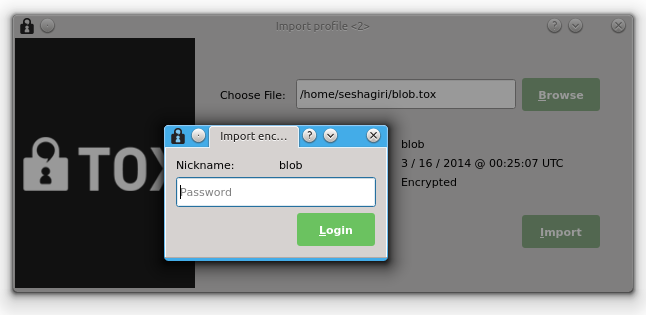 Import profile <2>
Choose File: /home/seshagiri/blob.tox Browse
Import enc...
Nickname: blob
Password
Login
blob
3 / 16 / 2014 @ 00:25:07 UTC
Encrypted
Import
TOX